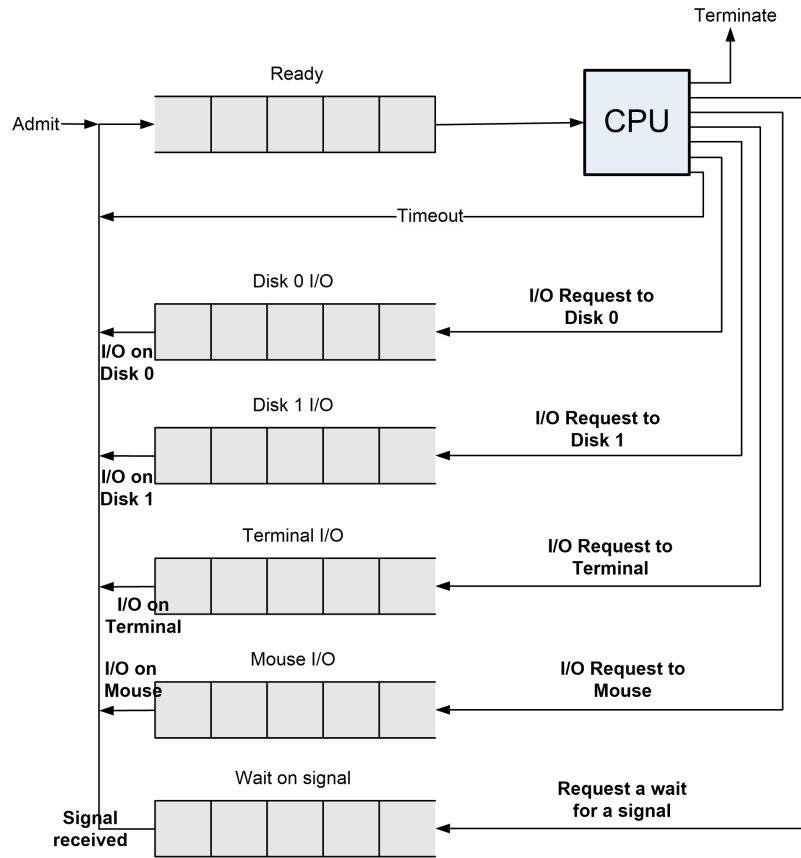 Terminate
Ready
Admit
CPU
Timeout
Disk 0 I/O
I/O Request to
Disk 0
I/O on
Disk 0
Disk 1 I/O
I/O Request to
Disk 1
I/O on
Disk 1
Terminal I/O
I/O Request to
Terminal
I/O on
Terminal
Mouse I/O
I/O on
Mouse
I/O Request to
Mouse
Wait on signal
Request a wait
for a signal
Signal
received